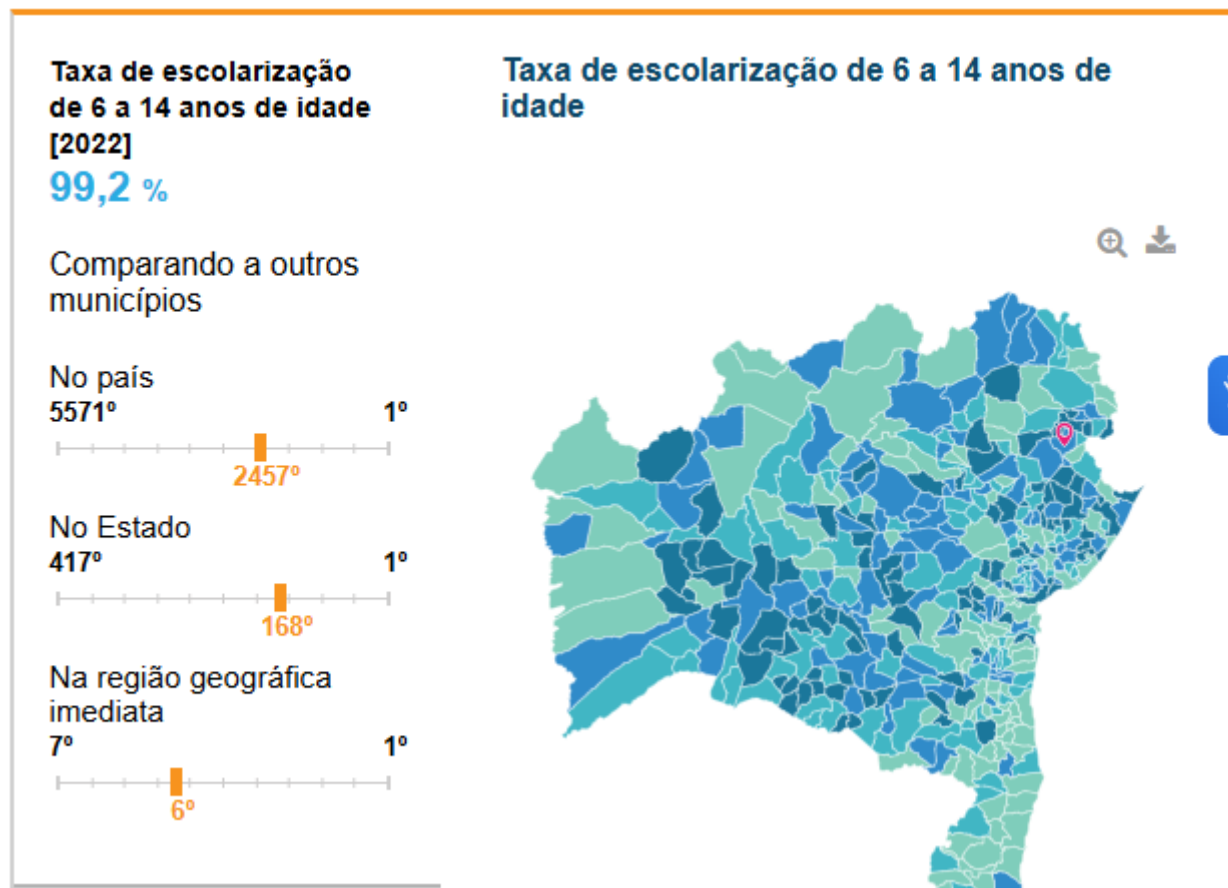 Taxa de escolarização
de 6 a 14 anos de idade
[2022]
99,2 %
Comparando a outros
municípios
No país
5571º 1º
2457º
No Estado
417º 1º
168º
Na região geográfica
imediata
7º 1º
6º
Taxa de escolarização de 6 a 14 anos de
idade